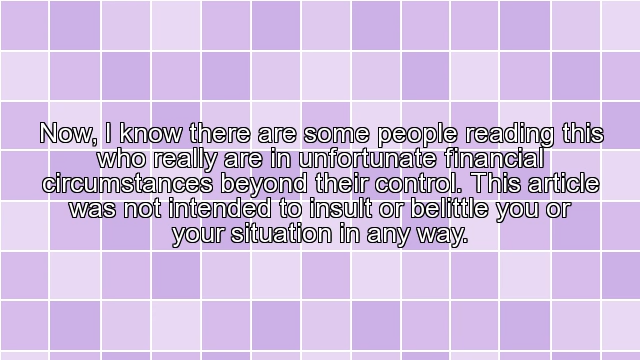 Now, I know there are some people reading this
who really are in unfortunate financial
circumstances beyond their control. This article
was not intended to insult or belittle you or
your situation in any way.